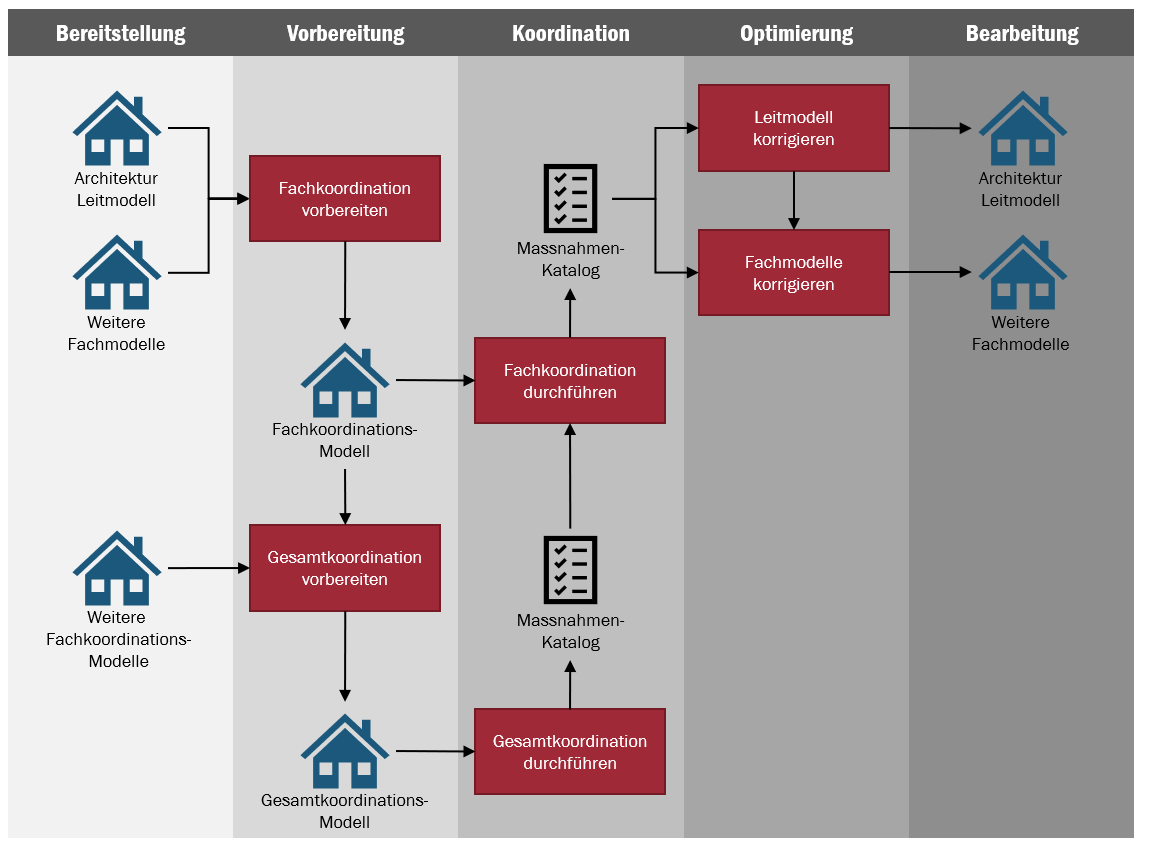 Bereitstellung
Vorbereitung
Koordination
Optimierung
Bearbeitung
Architektur
Leitmodell
Weitere
Fachmodelle
Weitere
Fachkoordinations-
Modelle
Fachkoordination
vorbereiten
Fachkoordinations-
Modell
Gesamtkoordination
vorbereiten
Gesamtkoordinations-
Modell
Massnahmen-
Katalog
Fachkoordination
durchführen
Massnahmen-
Katalog
Gesamtkoordination
durchführen
Leitmodell
korrigieren
Fachmodelle
korrigieren
Architektur
Leitmodell
Weitere
Fachmodelle